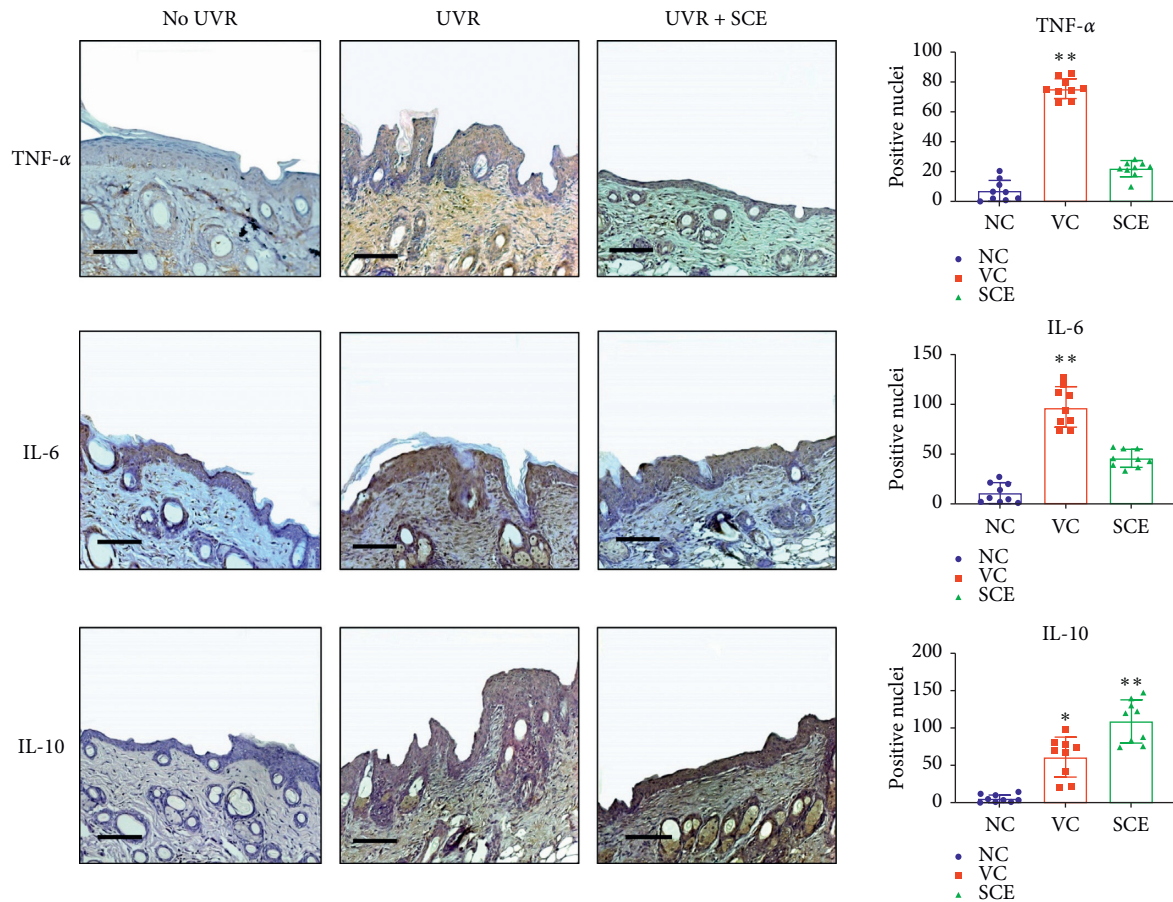 No UVR
UVR
UVR + SCE
TNF-α
TNF-α
Positive nuclei
100
80
60
40
20
0
**
NC
VC
SCE
NC
VC
SCE
IL-6
IL-6
Positive nuclei
150
100
50
0
**
NC
VC
SCE
NC
VC
SCE
IL-10
IL-10
Positive nuclei
200
150
100
50
0
*
**
NC
VC
SCE
NC
VC
SCE